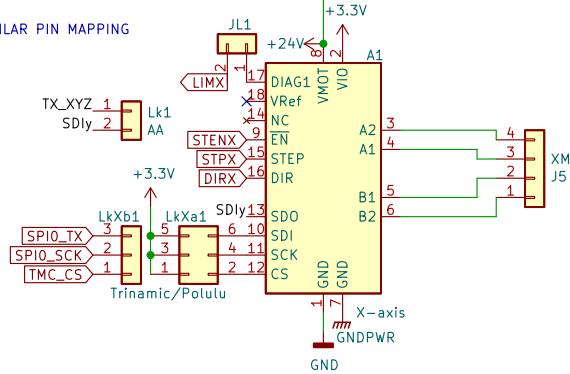 +3.3V
ILAR PIN MAPPING
JL1
+24V
8
2
A1
2
1
17
DIAG1
VMOT
VIO
LIMX
18
VRef
TX_XYZ
1
Lk1
14
NC
SDIy
2
AA
9
EN
A2
3
4
STENX
A1
4
3
XM
STPX
15
STEP
2
J5
DIRX
16
DIR
B1
5
1
+3.3V
B2
6
SDIy
13
SDO
LkXb1
LkXa1
SPI0_TX
3
5
6
10
SDI
SPI0_SCK
2
3
4
11
SCK
TMC_CS
1
1
2
12
CS
GND
GND
Trinamic/Polulu
1
7
X-axis
GNDPWR
GND